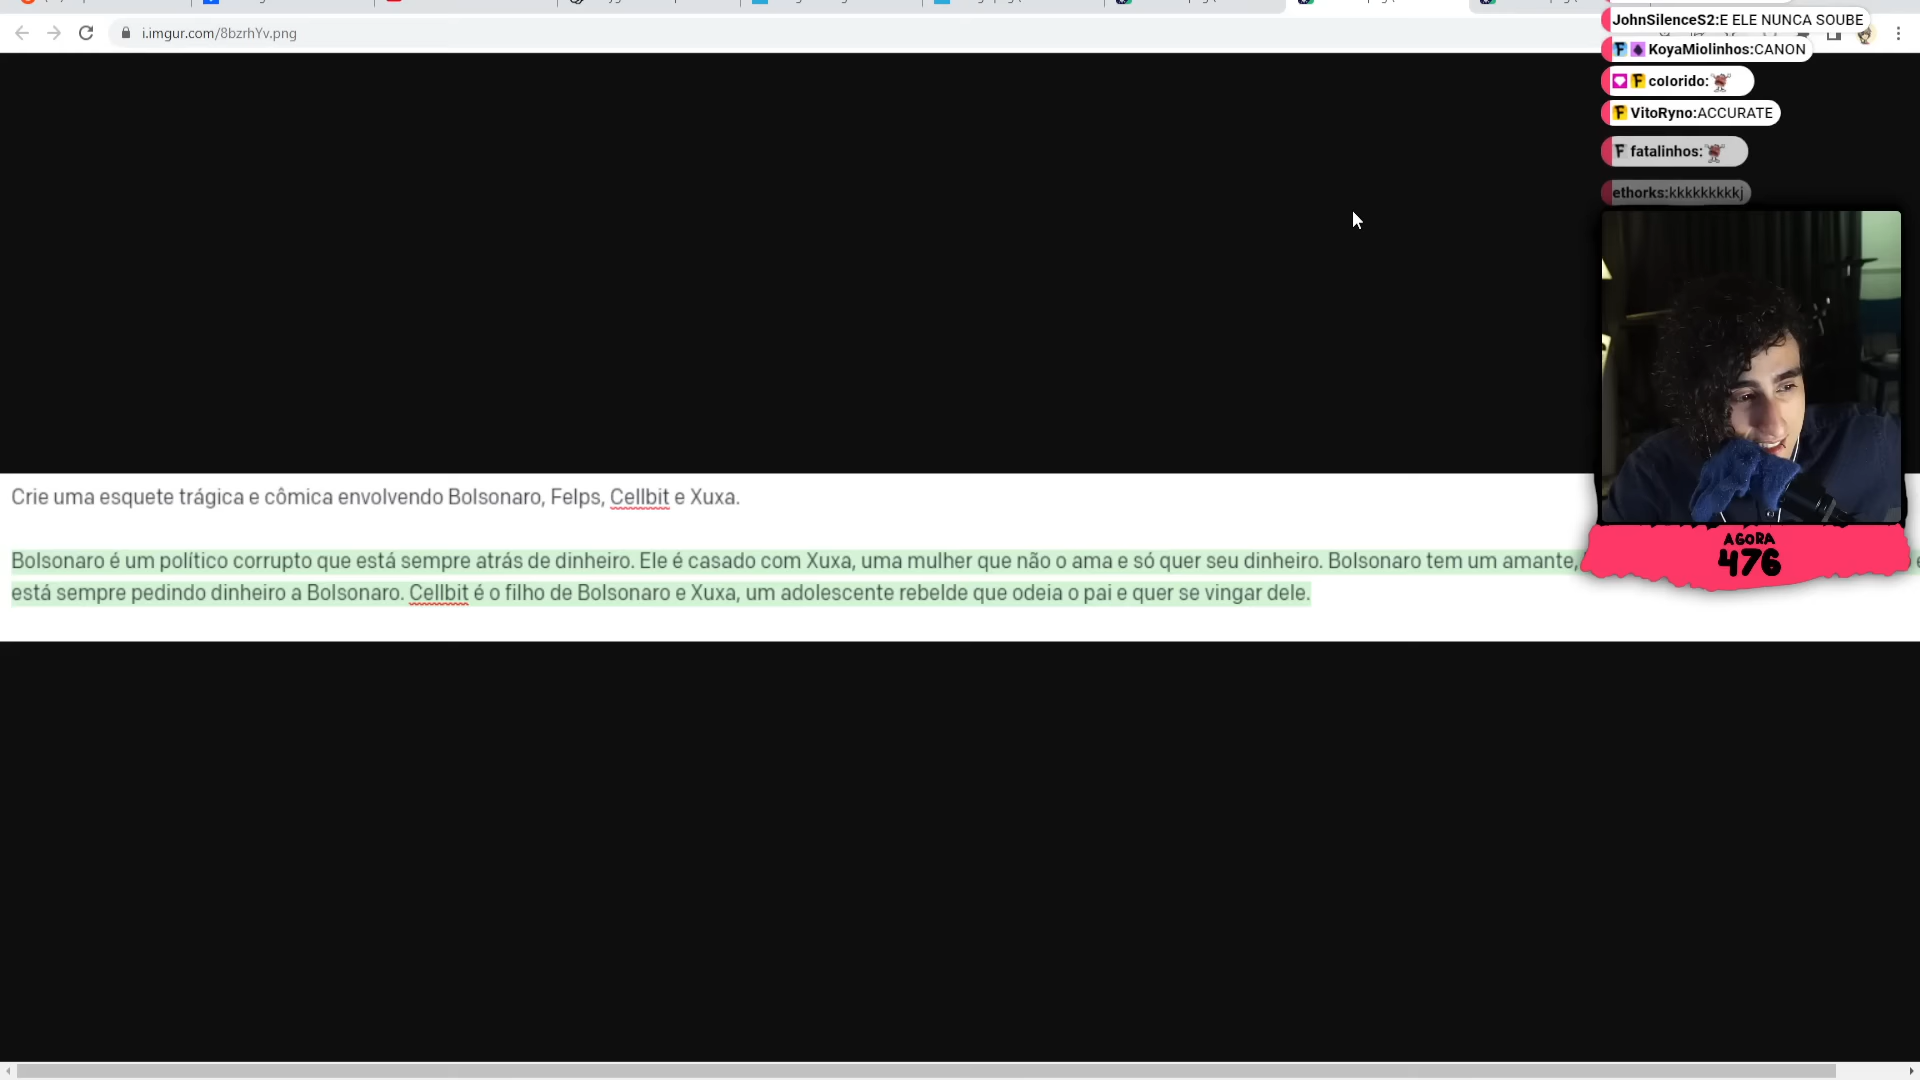 i.imgur.com/8bzrhYv.png
JohnSilenceS2:E ELE NUNCA SOUBE
KoyaMiolinhos:CANON
colorido:
VitoRyno:ACCURATE
fatalinhos:
ethorks:kkkkkkkkkj
Crie uma esquete trágica e cômica envolvendo Bolsonaro, Felps, Cellbit e Xuxa.
Bolsonaro é um político corrupto que está sempre atrás de dinheiro. Ele é casado com Xuxa, uma mulher que não o ama e só quer seu dinheiro. Bolsonaro tem um amante,
está sempre pedindo dinheiro a Bolsonaro. Cellbit é o filho de Bolsonaro e Xuxa, um adolescente rebelde que odeia o pai e quer se vingar dele.
AGORA
476